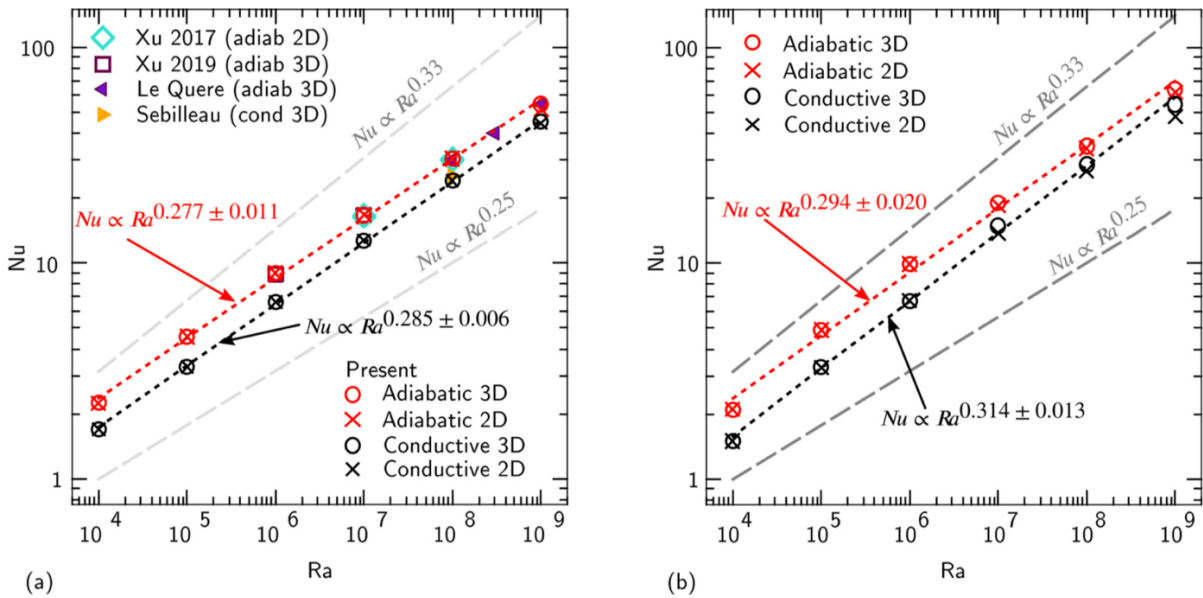 100
10
1
Nu
Xu 2017 (adiab 2D)
Xu 2019 (adiab 3D)
Le Quere (adiab 3D)
Sebilleau (cond 3D)
Nu ∝ Ra^0.33
Nu ∝ Ra^0.277 ± 0.011
Nu ∝ Ra^0.25
Nu ∝ Ra^0.285 ± 0.006
Present
Adiabatic 3D
Adiabatic 2D
Conductive 3D
Conductive 2D
10^4 10^5 10^6 10^7 10^8 10^9
Ra
(a)
100
10
1
Nu
Adiabatic 3D
Adiabatic 2D
Conductive 3D
Conductive 2D
Nu ∝ Ra^0.33
Nu ∝ Ra^0.294 ± 0.020
Nu ∝ Ra^0.25
Nu ∝ Ra^0.314 ± 0.013
10^4 10^5 10^6 10^7 10^8 10^9
Ra
(b)